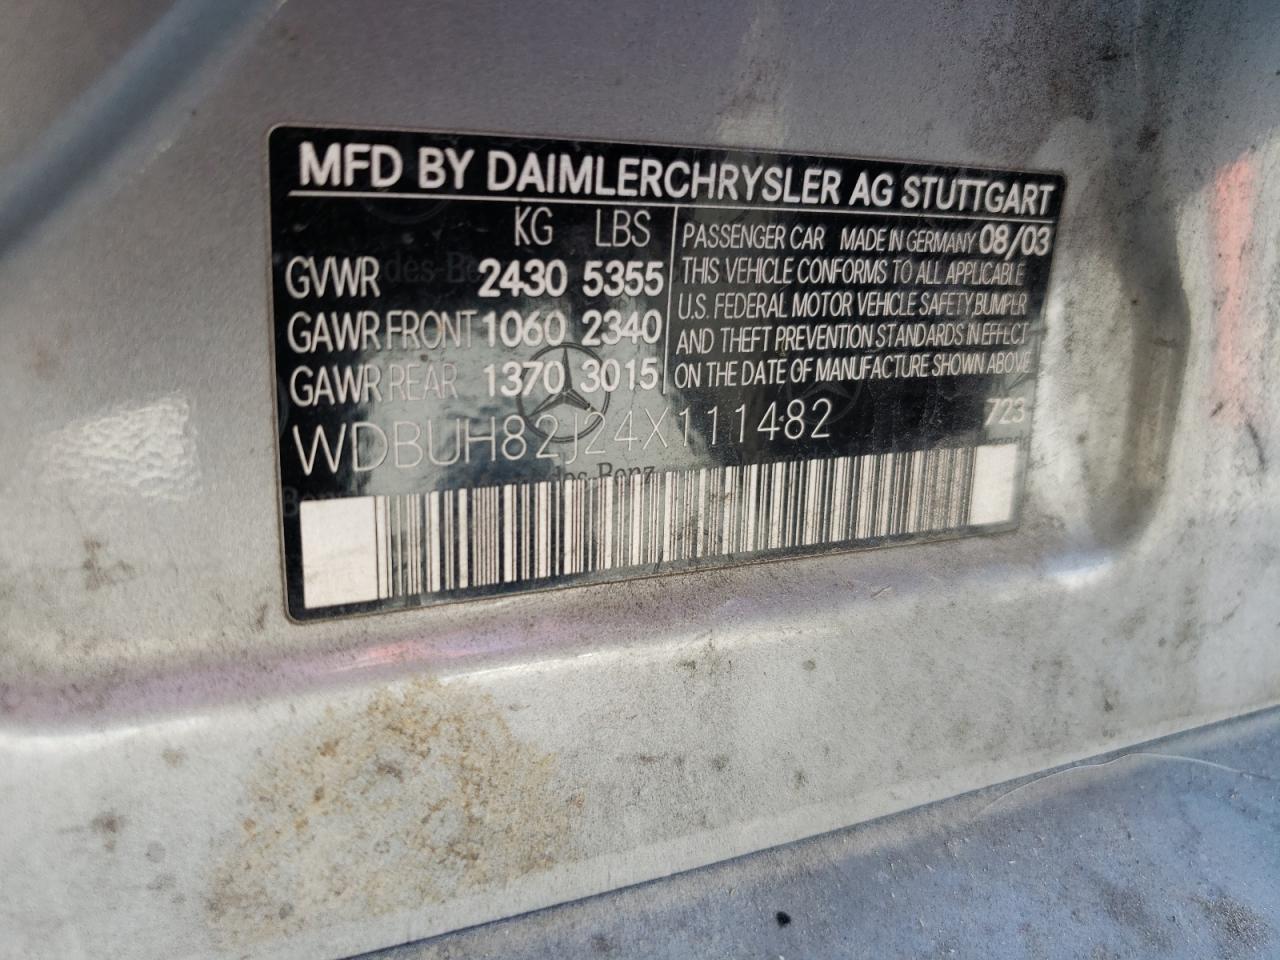 MFD BY DAIMLERCHRYSLER AG STUTTGART
KG LBS
GVWR 2430 5355
GAWR FRONT 1060 2340
GAWR REAR 1370 3015
PASSENGER CAR MADE IN GERMANY 08/03
THIS VEHICLE CONFORMS TO ALL APPLICABLE
U.S. FEDERAL MOTOR VEHICLE SAFETY,BUMPER
AND THEFT PREVENTION STANDARDS IN EFFECT
ON THE DATE OF MANUFACTURE SHOWN ABOVE
WDBUH82J24X111482 723